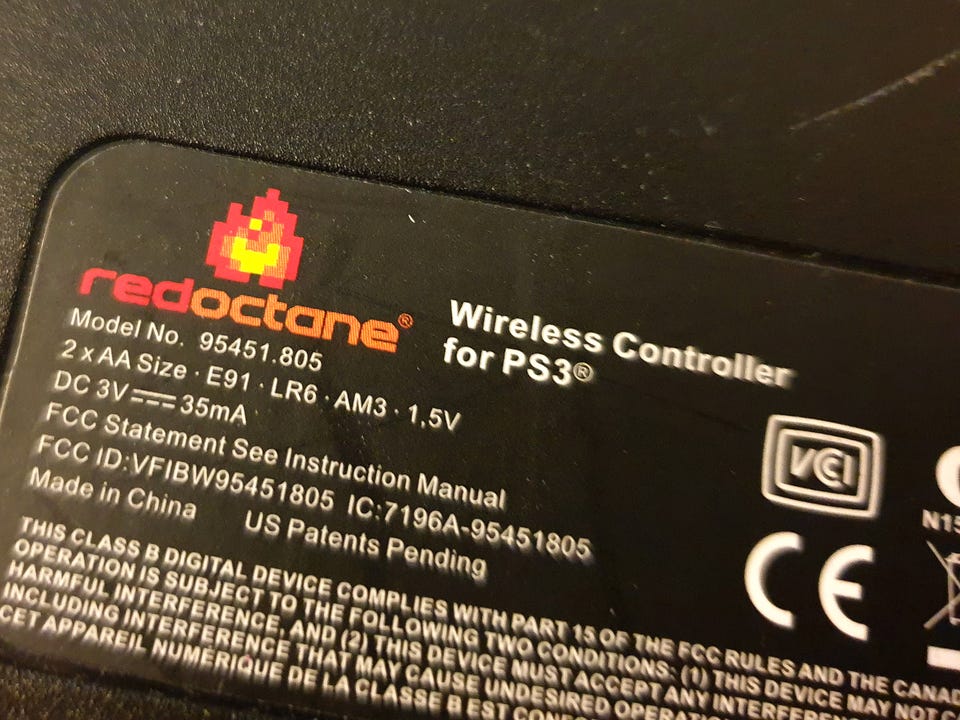 redoctane®
Wireless Controller
for PS3®
Model No. 95451.805
2 x AA Size · E91 · LR6 · AM3 · 1,5V
DC 3V 35mA
FCC Statement See Instruction Manual
FCC ID:VFIBW95451805 IC:7196A-95451805
Made in China US Patents Pending
VCCI
CE
N15
THIS CLASS B DIGITAL DEVICE COMPLIES WITH PART 15 OF THE FCC RULES AND THE CANAD
OPERATION IS SUBJECT TO THE FOLLOWING TWO CONDITIONS: (1) THIS DEVICE MAY NOT C
HARMFUL INTERFERENCE, AND (2) THIS DEVICE MUST ACCEPT ANY INTERFERE
INCLUDING INTERFERENCE THAT MAY CAUSE UNDESIRED OPERATION
CET APPAREIL NUMÉRIQUE DE LA CLASSE B EST CONFO